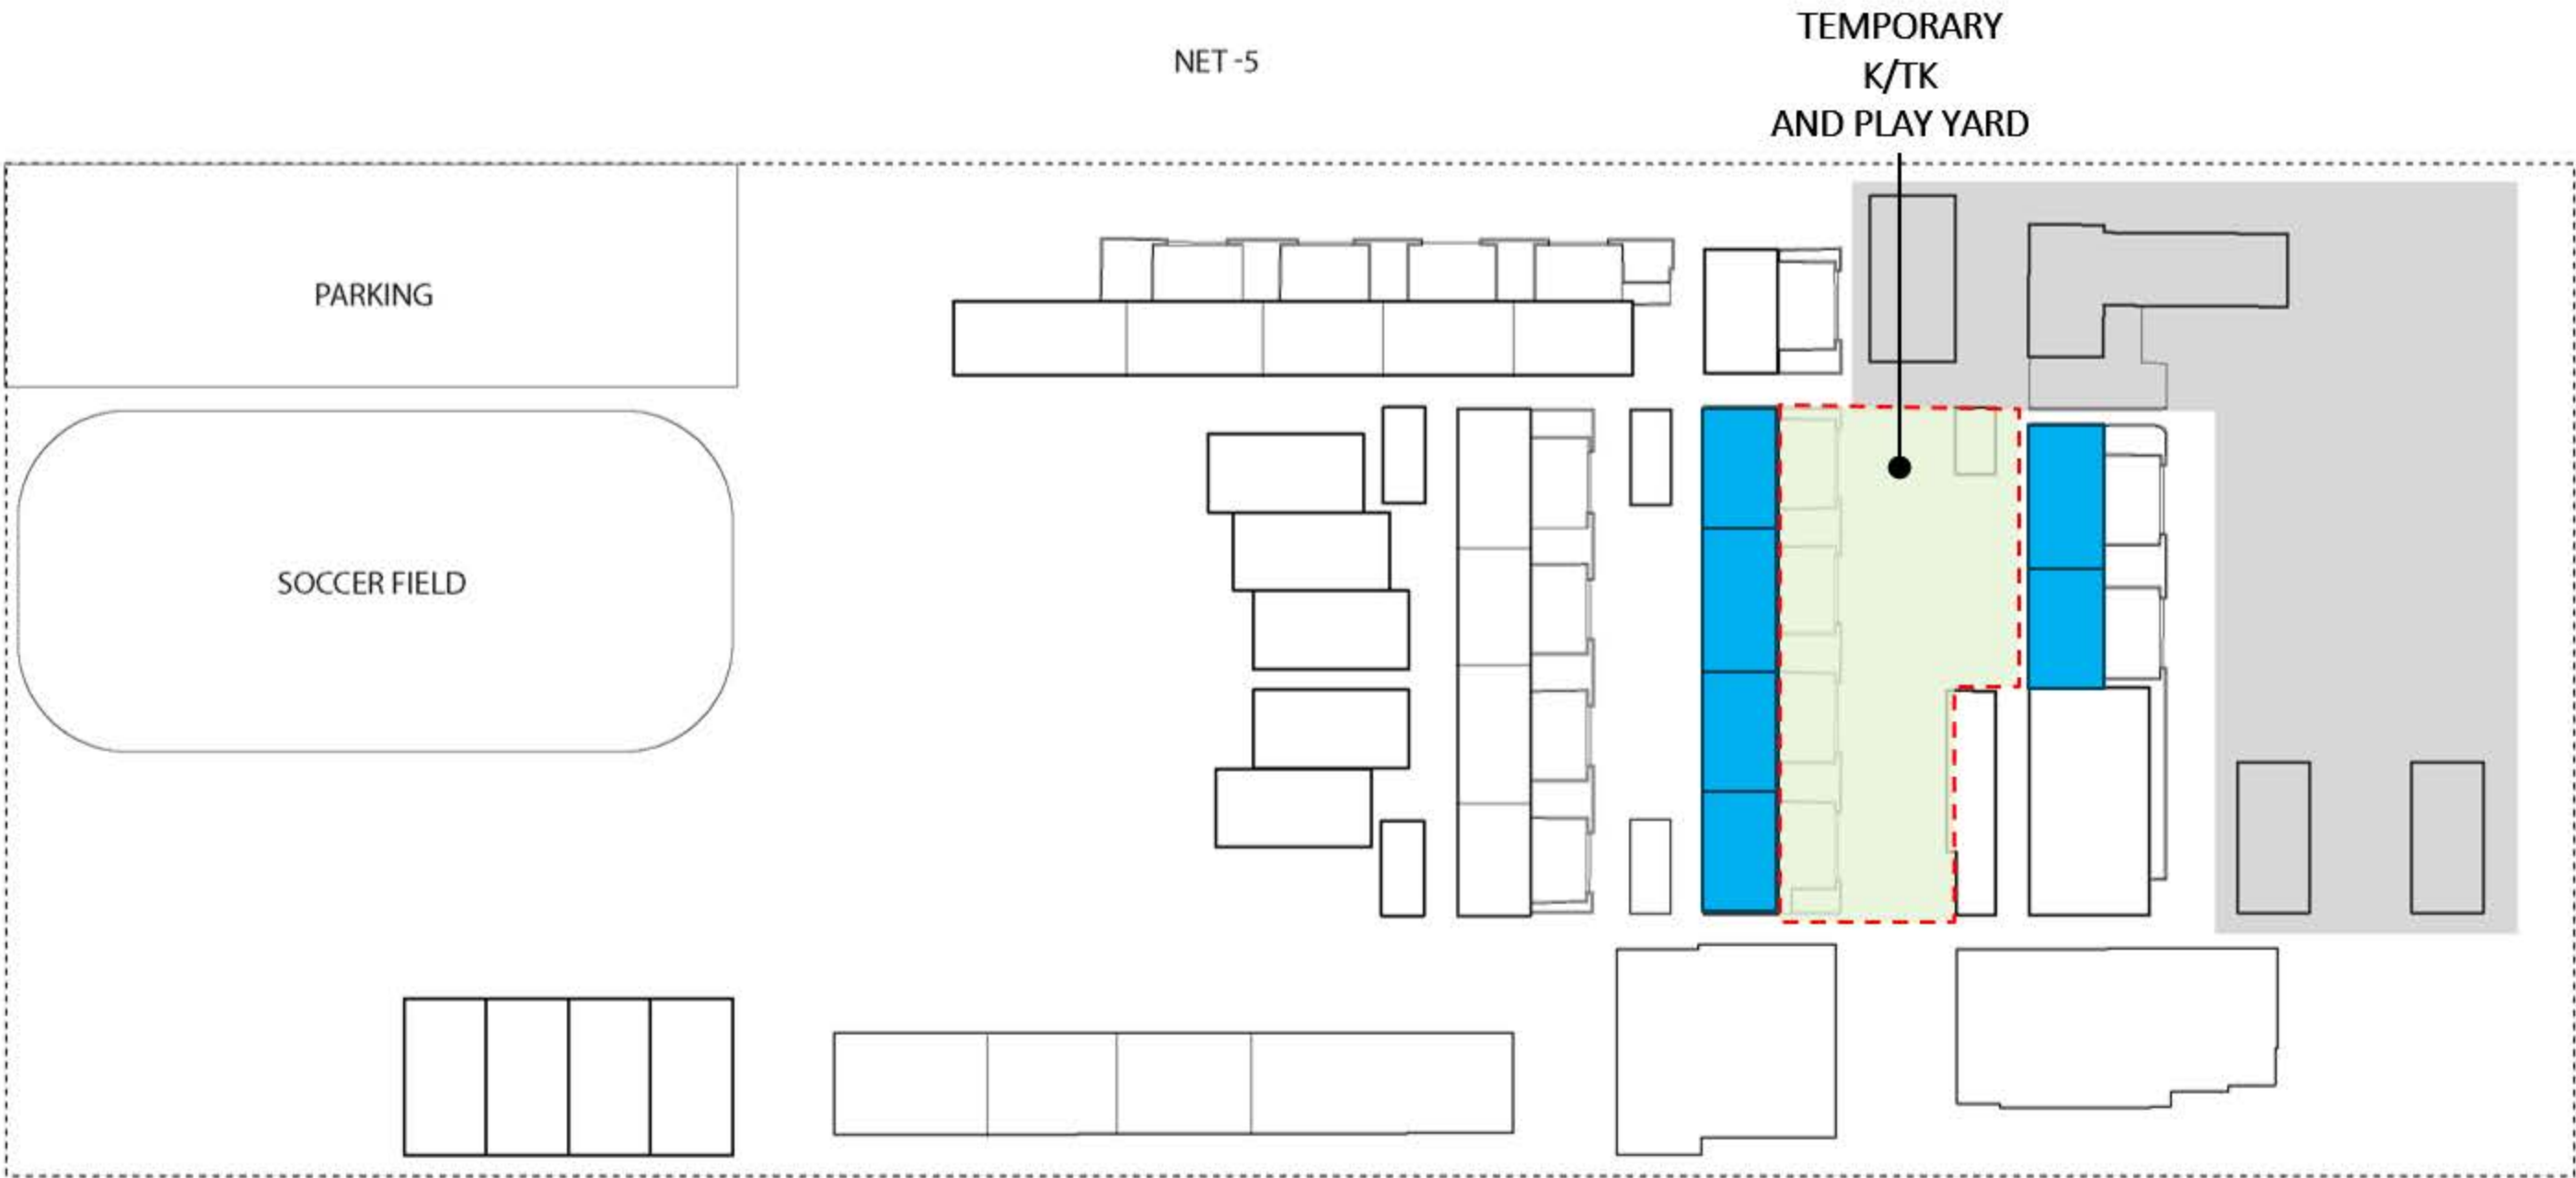 NET -5
TEMPORARY
K/TK
AND PLAY YARD
PARKING
SOCCER FIELD